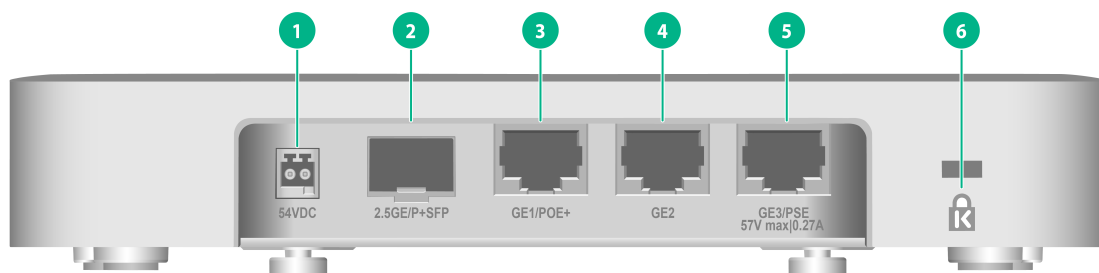 1 2 3 4 5 6
54VDC 2.5GE/P+SFP GE1/POE+ GE2 GE3/PSE
57V max|0.27A
K